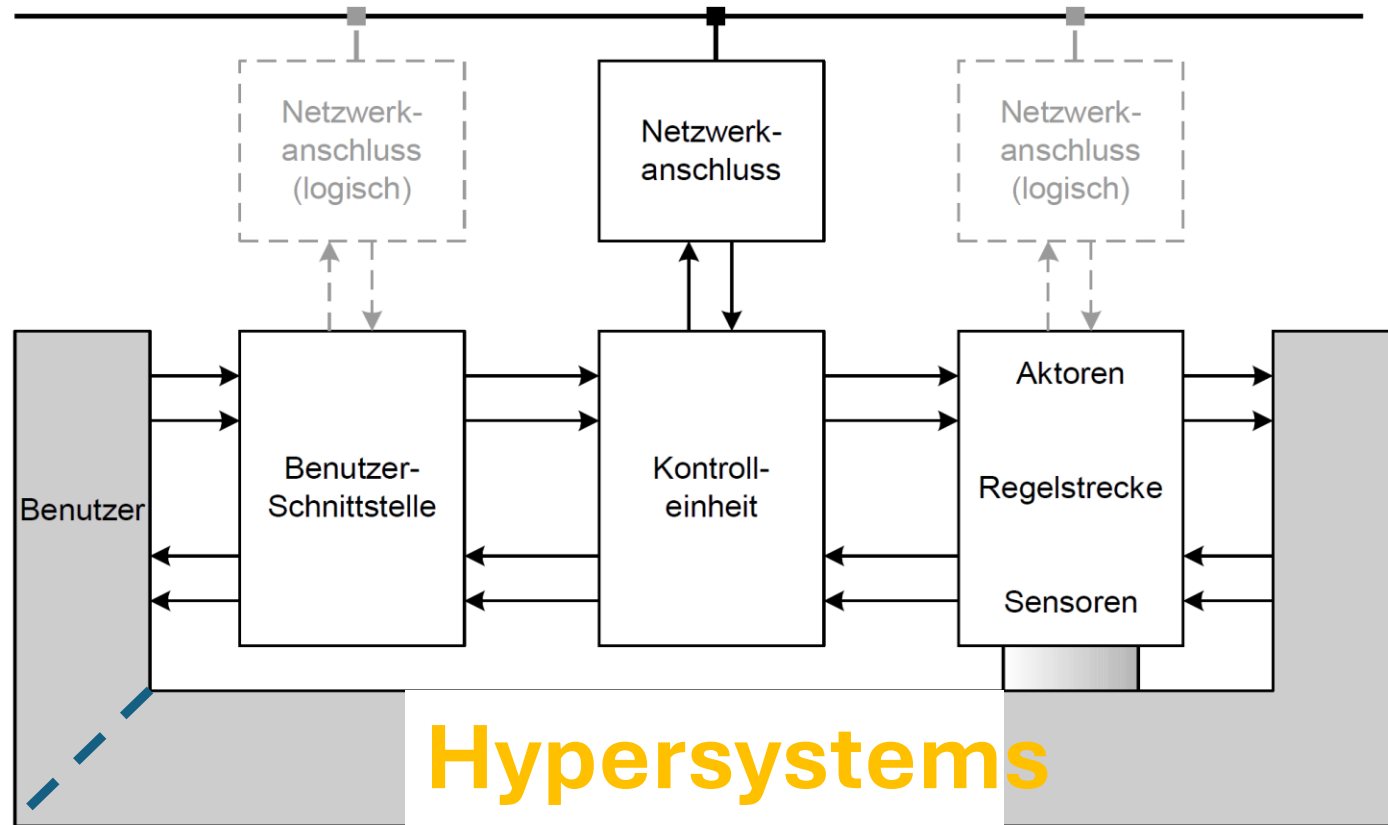 Netzwerk-
anschluss
(logisch)
Netzwerk-
anschluss
Netzwerk-
anschluss
(logisch)
Benutzer
Benutzer-
Schnittstelle
Kontroll-
einheit
Aktoren
Regelstrecke
Sensoren
Hypersystems